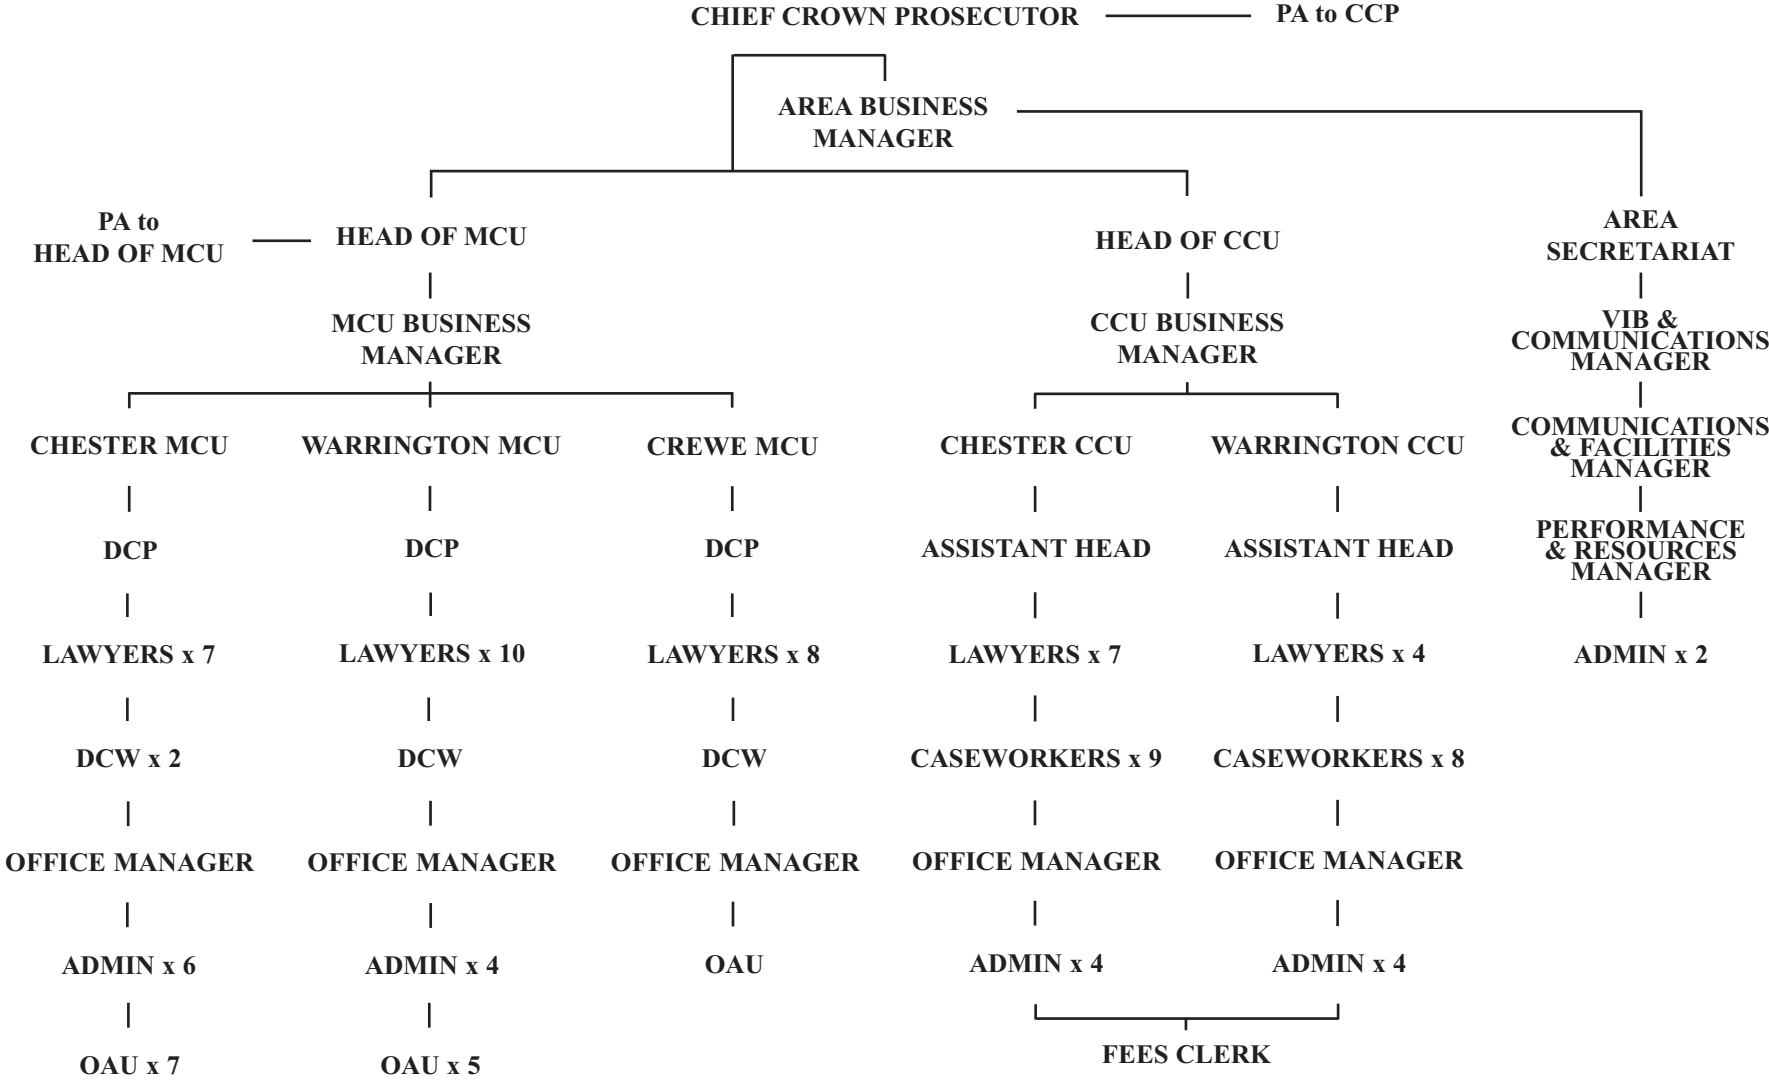 CHIEF CROWN PROSECUTOR
PA to CCP
AREA BUSINESS
MANAGER
PA to
HEAD OF MCU
HEAD OF MCU
HEAD OF CCU
AREA
SECRETARIAT
MCU BUSINESS
MANAGER
CCU BUSINESS
MANAGER
VIB &
COMMUNICATIONS
MANAGER
CHESTER MCU
WARRINGTON MCU
CREWE MCU
CHESTER CCU
WARRINGTON CCU
COMMUNICATIONS
& FACILITIES
MANAGER
DCP
DCP
DCP
ASSISTANT HEAD
ASSISTANT HEAD
PERFORMANCE
& RESOURCES
MANAGER
LAWYERS x 7
LAWYERS x 10
LAWYERS x 8
LAWYERS x 7
LAWYERS x 4
ADMIN x 2
DCW x 2
DCW
DCW
CASEWORKERS x 9
CASEWORKERS x 8
OFFICE MANAGER
OFFICE MANAGER
OFFICE MANAGER
OFFICE MANAGER
OFFICE MANAGER
ADMIN x 6
ADMIN x 4
OAU
ADMIN x 4
ADMIN x 4
OAU x 7
OAU x 5
FEES CLERK